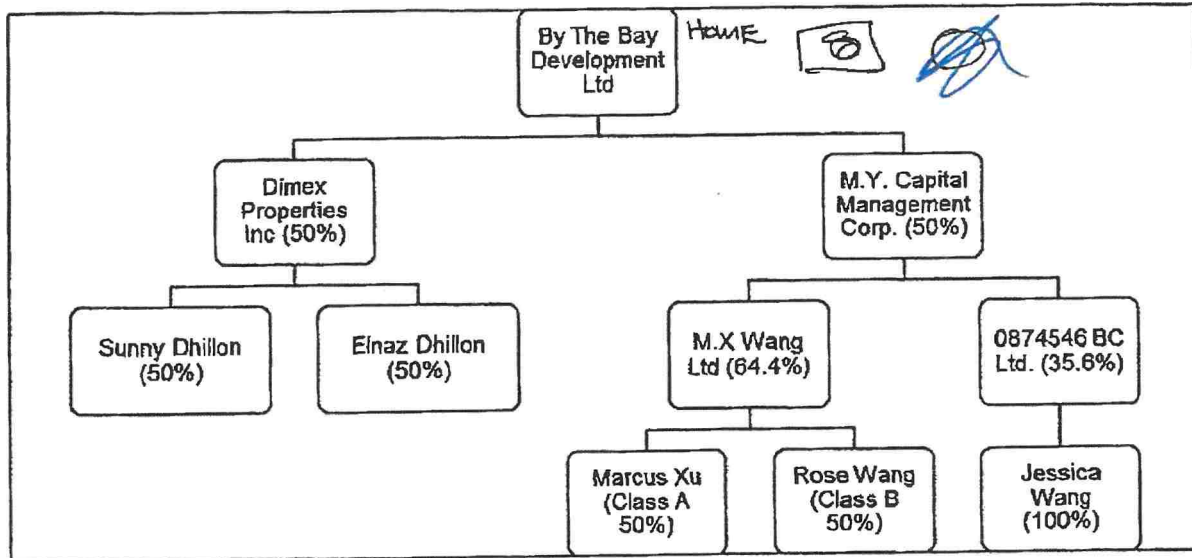 By The Bay
Development
Ltd
HOME
Dimex
Properties
Inc (50%)
M.Y. Capital
Management
Corp. (50%)
Sunny Dhillon
(50%)
Elnaz Dhillon
(50%)
M.X Wang
Ltd (64.4%)
0874546 BC
Ltd. (35.6%)
Marcus Xu
(Class A
50%)
Rose Wang
(Class B
50%)
Jessica
Wang
(100%)